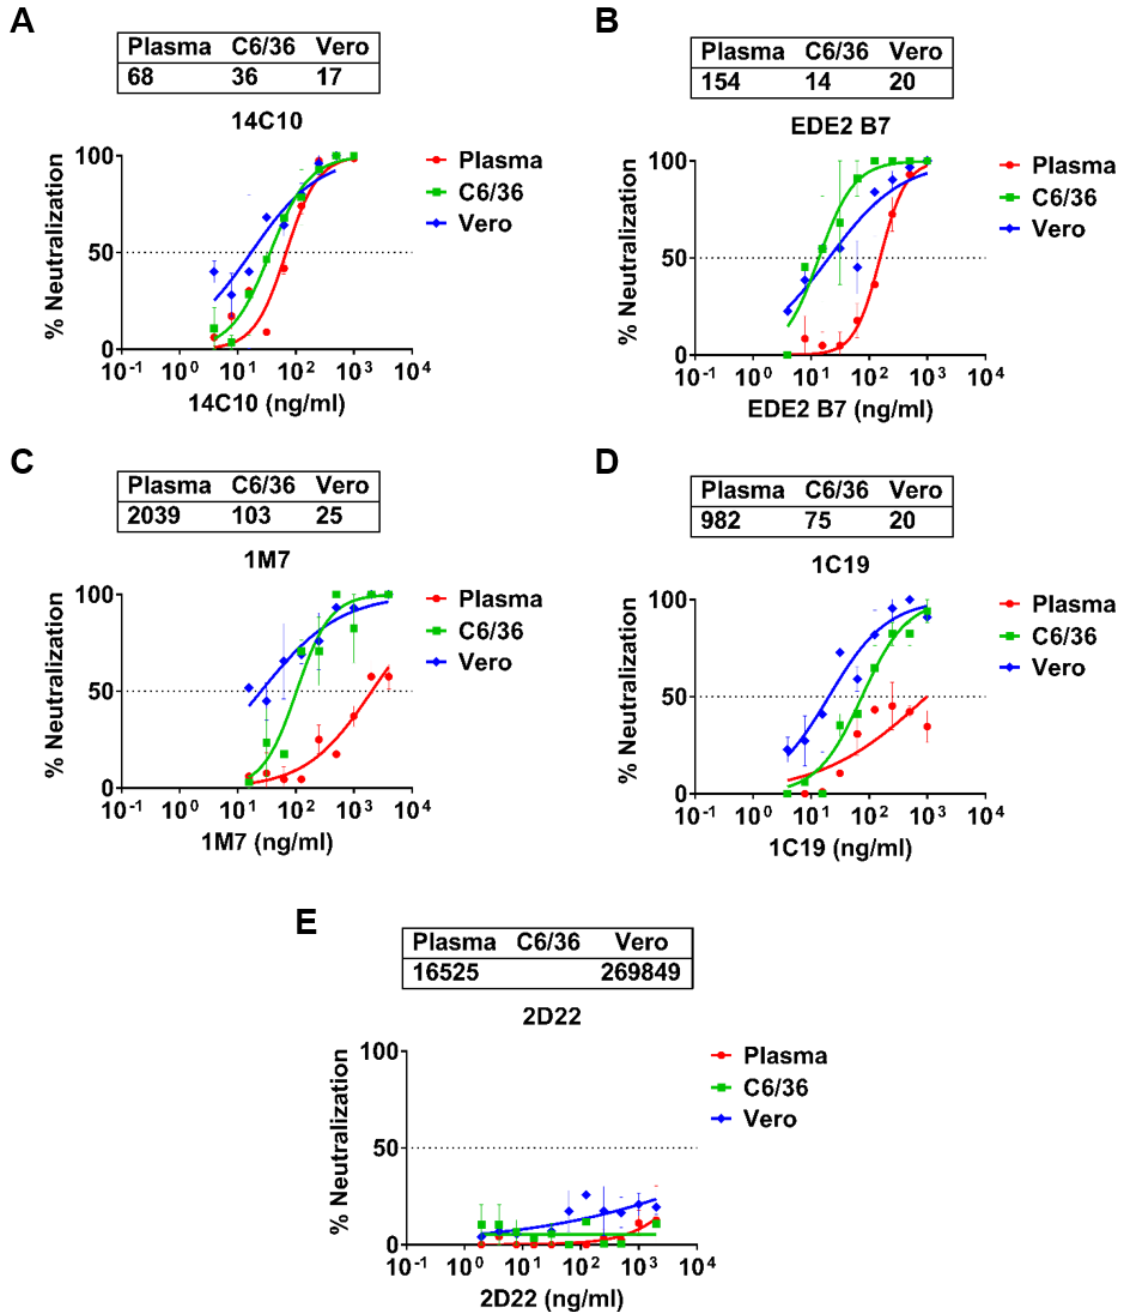 A
Plasma C6/36 Vero
68 36 17
14C10
% Neutralization
100
50
0
10-1 100 101 102 103 104
14C10 (ng/ml)
Plasma
C6/36
Vero
B
Plasma C6/36 Vero
154 14 20
EDE2 B7
% Neutralization
100
50
0
10-1 100 101 102 103 104
EDE2 B7 (ng/ml)
Plasma
C6/36
Vero
C
Plasma C6/36 Vero
2039 103 25
1M7
% Neutralization
100
50
0
10-1 100 101 102 103 104
1M7 (ng/ml)
Plasma
C6/36
Vero
D
Plasma C6/36 Vero
982 75 20
1C19
% Neutralization
100
50
0
10-1 100 101 102 103 104
1C19 (ng/ml)
Plasma
C6/36
Vero
E
Plasma C6/36 Vero
16525 269849
2D22
% Neutralization
100
50
0
10-1 100 101 102 103 104
2D22 (ng/ml)
Plasma
C6/36
Vero